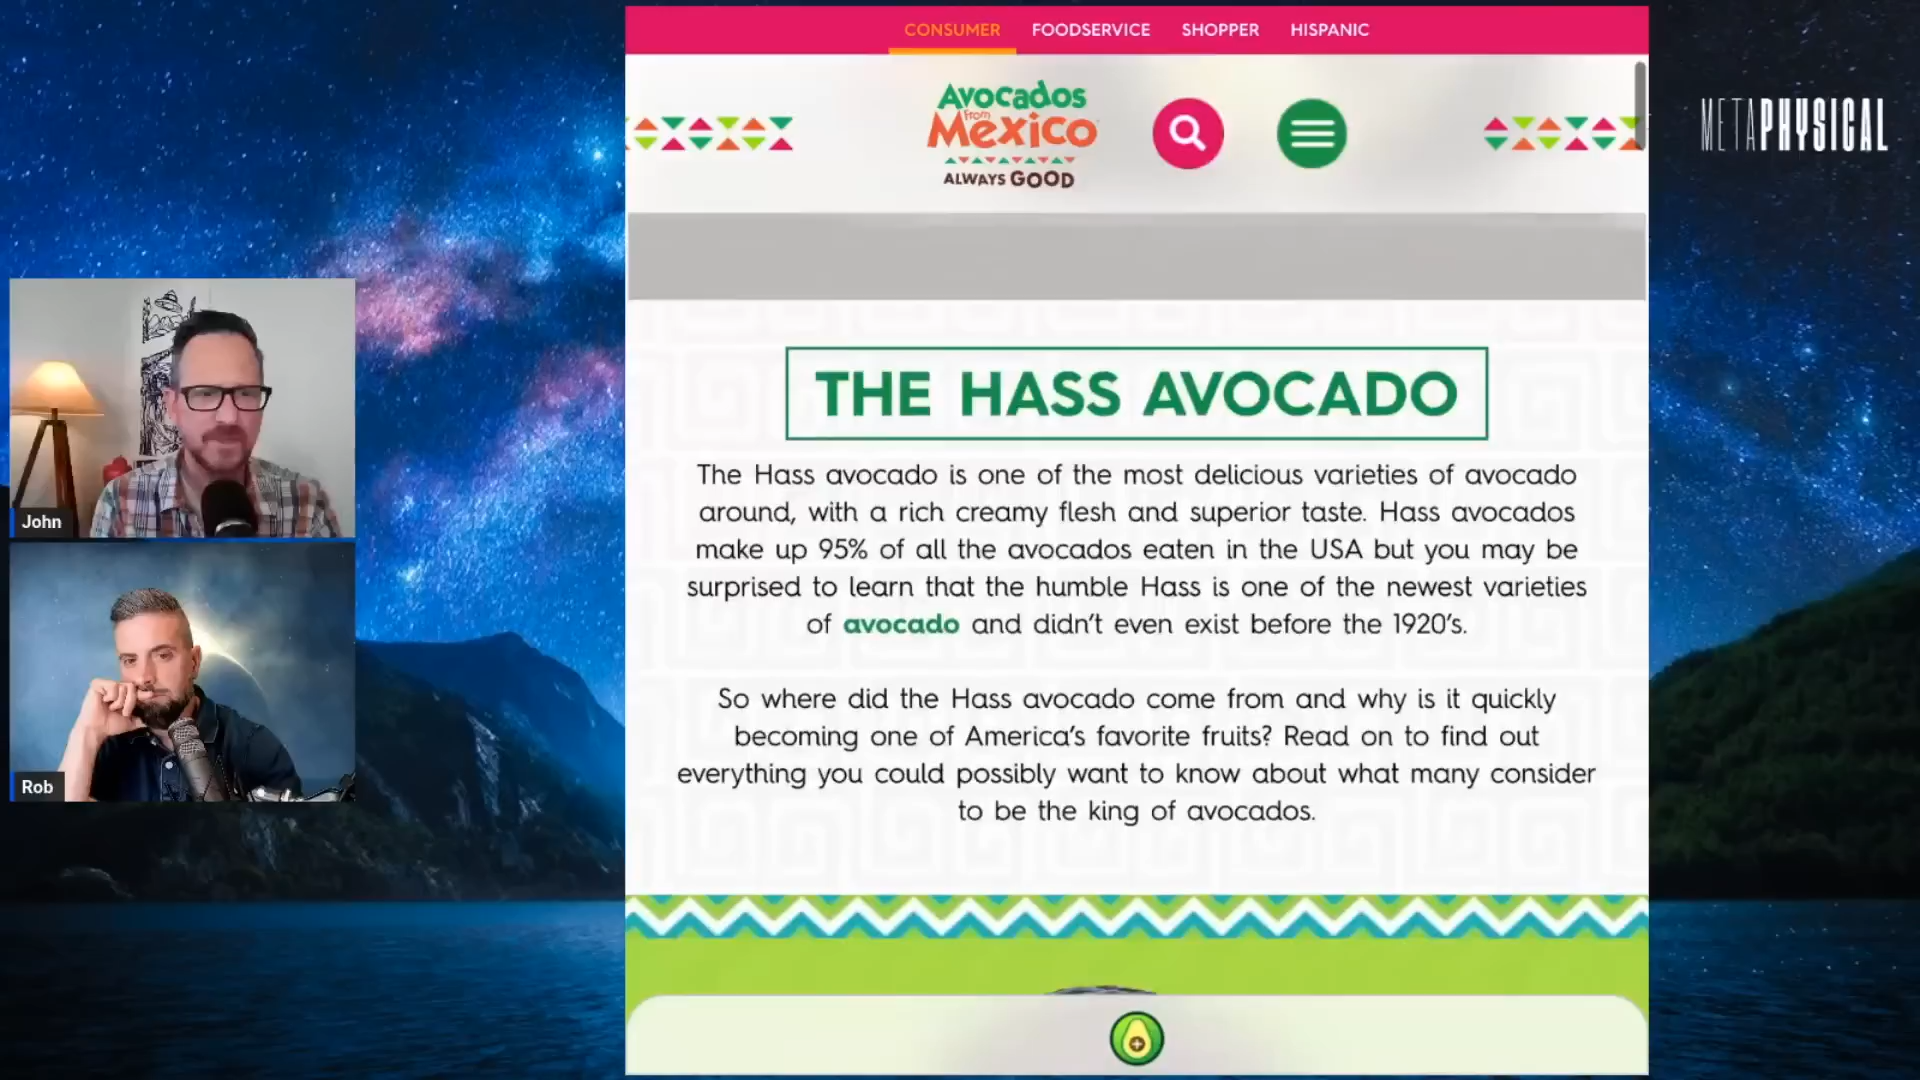 CONSUMER FOODSERVICE SHOPPER HISPANIC
Avocados
From
Mexico
ALWAYS GOOD
METAPHYSICAL
THE HASS AVOCADO
The Hass avocado is one of the most delicious varieties of avocado
around, with a rich creamy flesh and superior taste. Hass avocados
make up 95% of all the avocados eaten in the USA but you may be
surprised to learn that the humble Hass is one of the newest varieties
of avocado and didn't even exist before the 1920's.
So where did the Hass avocado come from and why is it quickly
becoming one of America's favorite fruits? Read on to find out
everything you could possibly want to know about what many consider
to be the king of avocados.
John
Rob